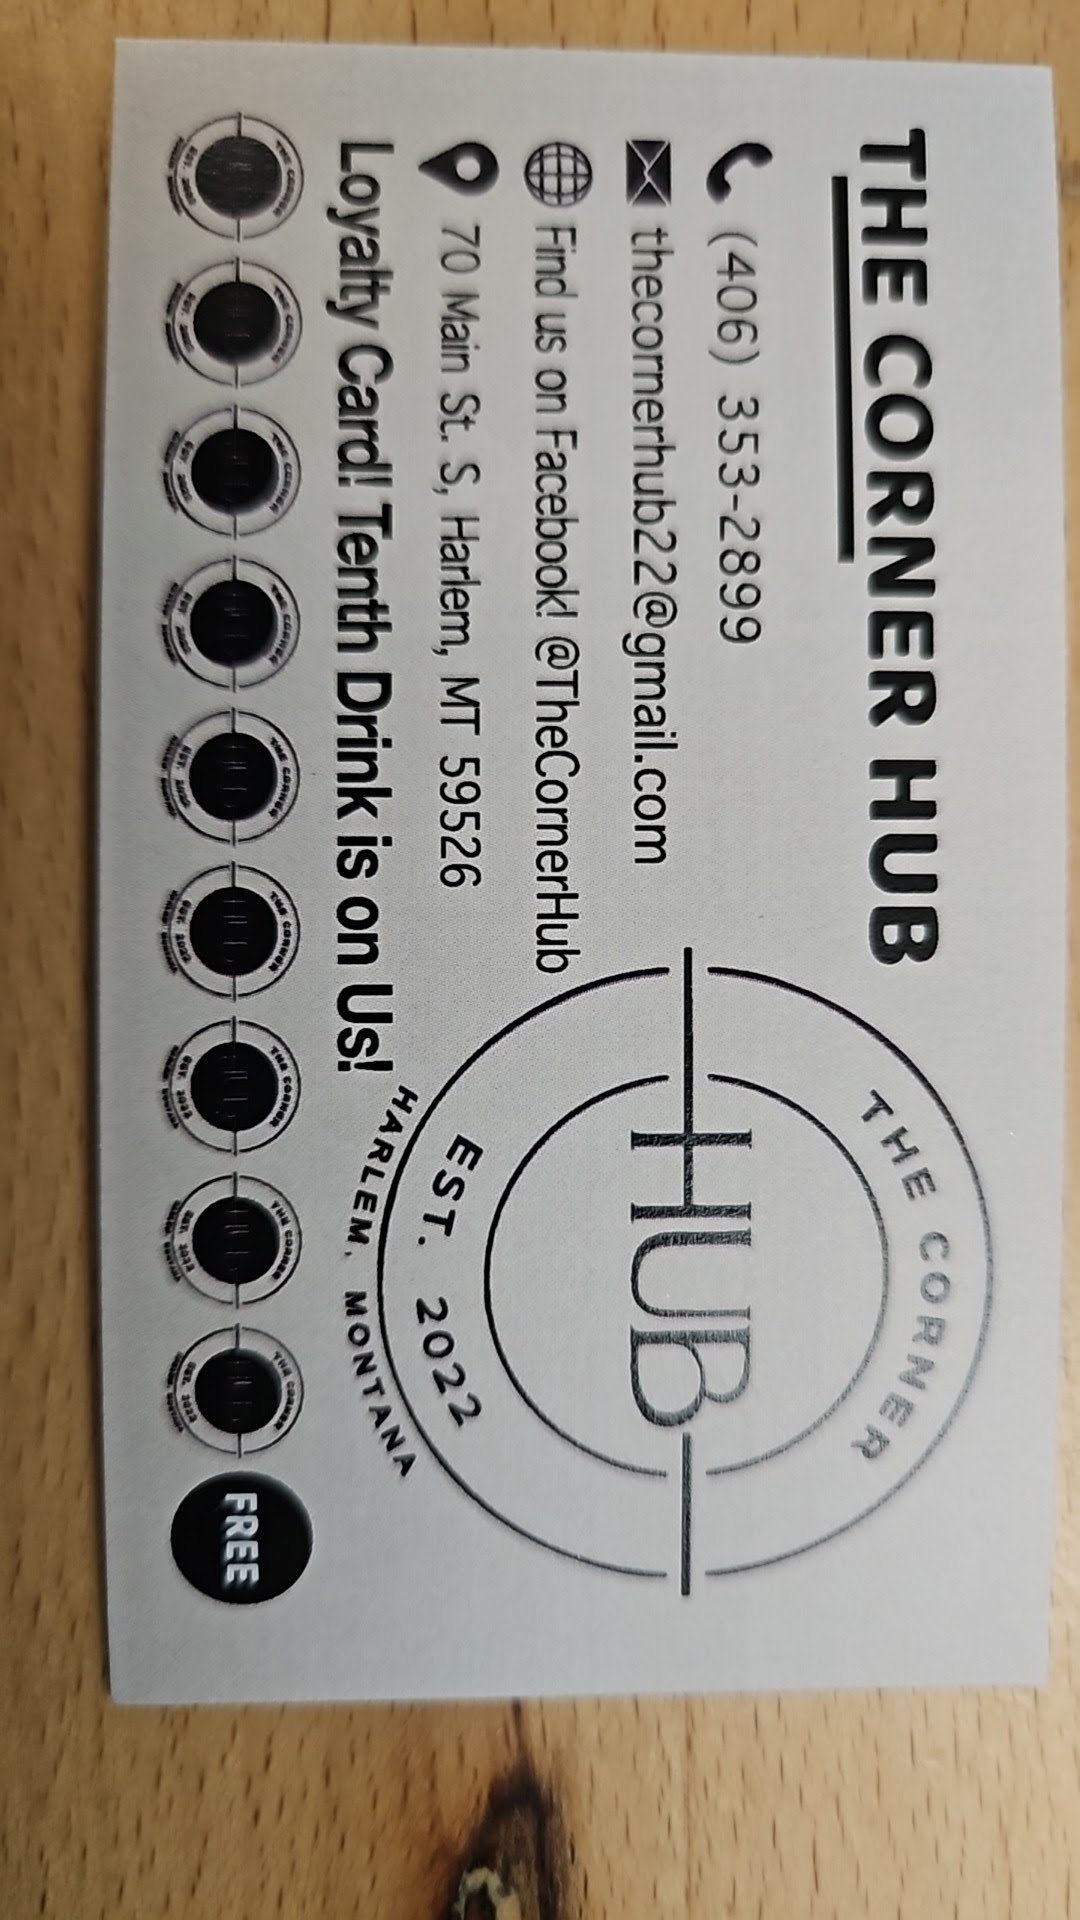 THE CORNER HUB
(406) 353-2899
thecornerhub22@gmail.com
Find us on Facebook! @TheCornerHub
70 Main St. S, Harlem, MT 59526
Loyalty Card! Tenth Drink is on Us!
THE CORNER
HUB
EST. 2022
HARLEM, MONTANA
FREE